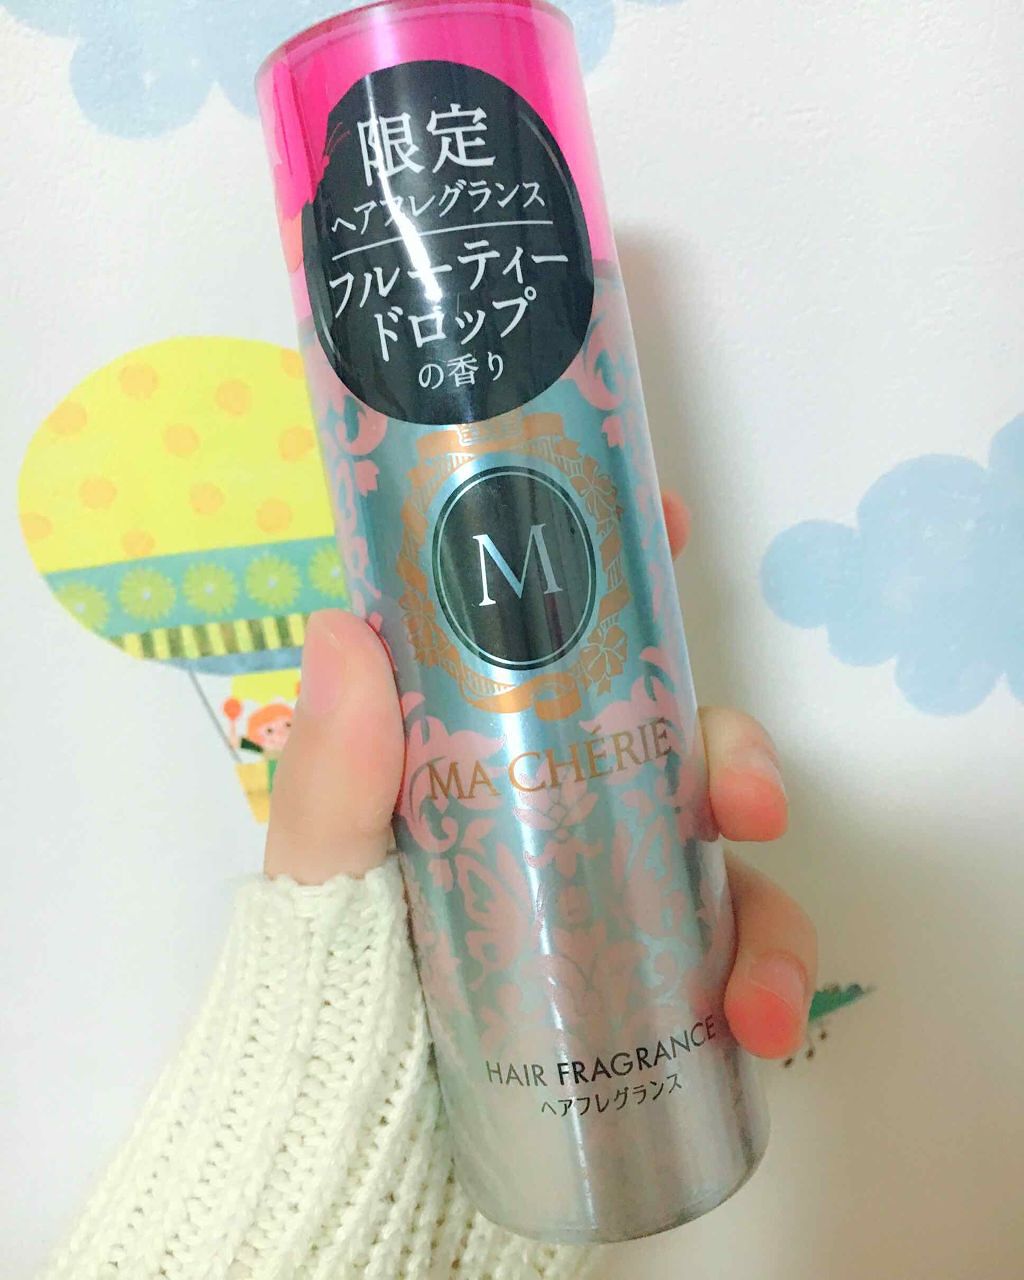 限定
ヘアフレグランス
フルーティー
ドロップ
の香り
M
MA CHÉRIE
HAIR FRAGRANCE
ヘアフレグランス